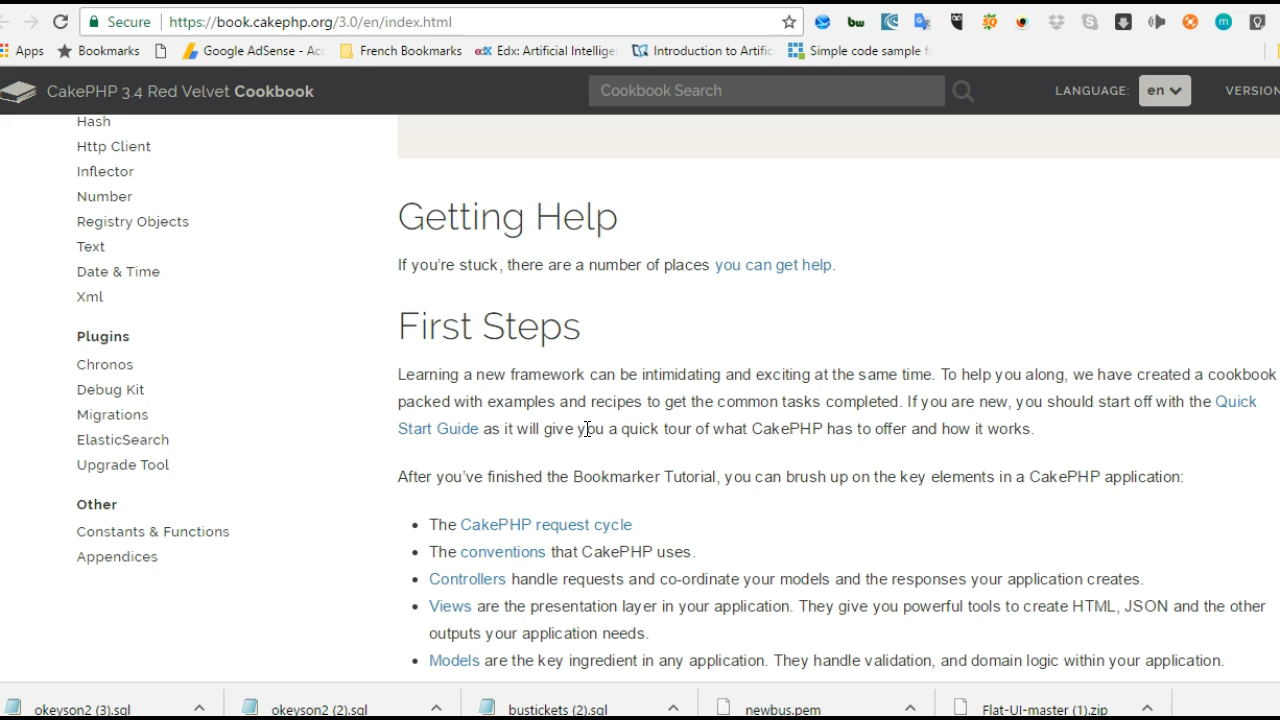 Secure https://book.cakephp.org/3.0/en/index.html
bw
Apps Bookmarks Google AdSense - Acc French Bookmarks edX Edx: Artificial Intellige Introduction to Artific Simple code sample f
CakePHP 3.4 Red Velvet Cookbook Cookbook Search LANGUAGE: en VERSION
Hash
Http Client
Inflector
Number
Registry Objects
Text
Date & Time
Xml
Plugins
Chronos
Debug Kit
Migrations
ElasticSearch
Upgrade Tool
Other
Constants & Functions
Appendices
Getting Help
If you're stuck, there are a number of places you can get help.
First Steps
Learning a new framework can be intimidating and exciting at the same time. To help you along, we have created a cookbook
packed with examples and recipes to get the common tasks completed. If you are new, you should start off with the Quick
Start Guide as it will give you a quick tour of what CakePHP has to offer and how it works.
After you've finished the Bookmarker Tutorial, you can brush up on the key elements in a CakePHP application:
• The CakePHP request cycle
• The conventions that CakePHP uses.
• Controllers handle requests and co-ordinate your models and the responses your application creates.
• Views are the presentation layer in your application. They give you powerful tools to create HTML, JSON and the other
outputs your application needs.
• Models are the key ingredient in any application. They handle validation, and domain logic within your application.
okeyson2 (3).sql okeyson2 (2).sql bustickets (2).sql newbus.pem Flat-UI-master (1).zip